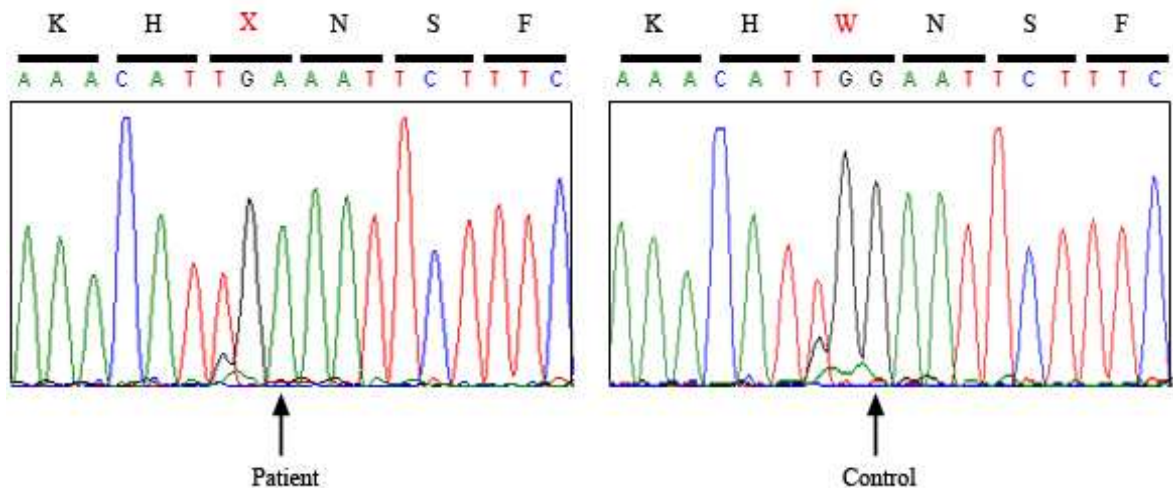 K H X N S F K H W N S F
A A A C A T T G A A A T T C T T T C A A A C A T T G G A A T T C T T T C
Patient Control